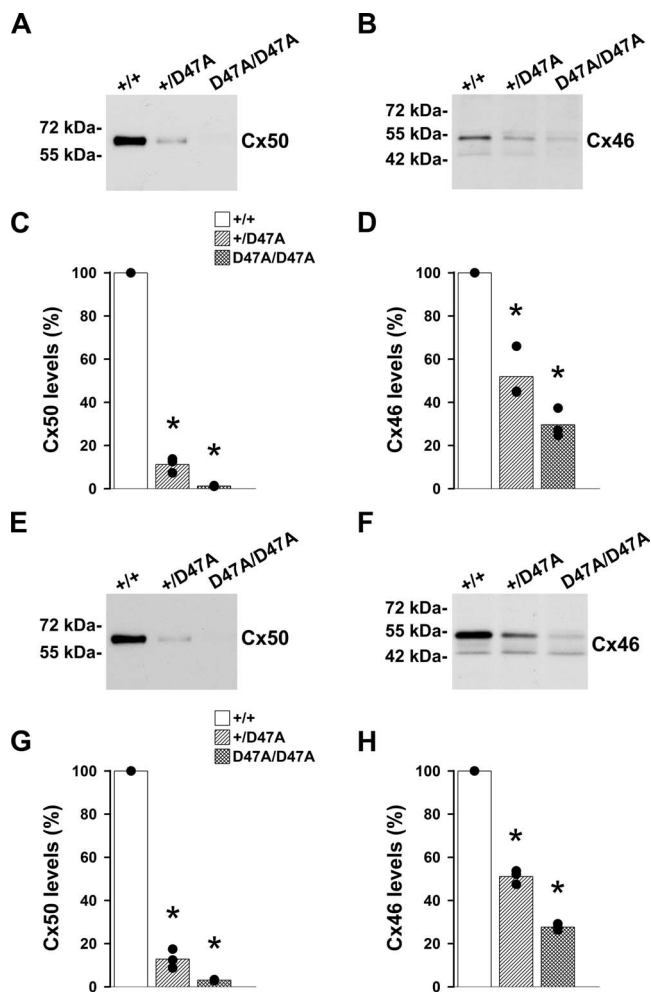 A
+/+ +/D47A D47A/D47A
72 kDa-
55 kDa-
Cx50
B
+/+ +/D47A D47A/D47A
72 kDa-
55 kDa-
42 kDa-
Cx46
C
+/+
+/D47A
D47A/D47A
Cx50 levels (%)
100
80
60
40
20
0
* *
D
Cx46 levels (%)
100
80
60
40
20
0
* *
E
+/+ +/D47A D47A/D47A
72 kDa-
55 kDa-
Cx50
F
+/+ +/D47A D47A/D47A
72 kDa-
55 kDa-
42 kDa-
Cx46
G
+/+
+/D47A
D47A/D47A
Cx50 levels (%)
100
80
60
40
20
0
* *
H
Cx46 levels (%)
100
80
60
40
20
0
* *